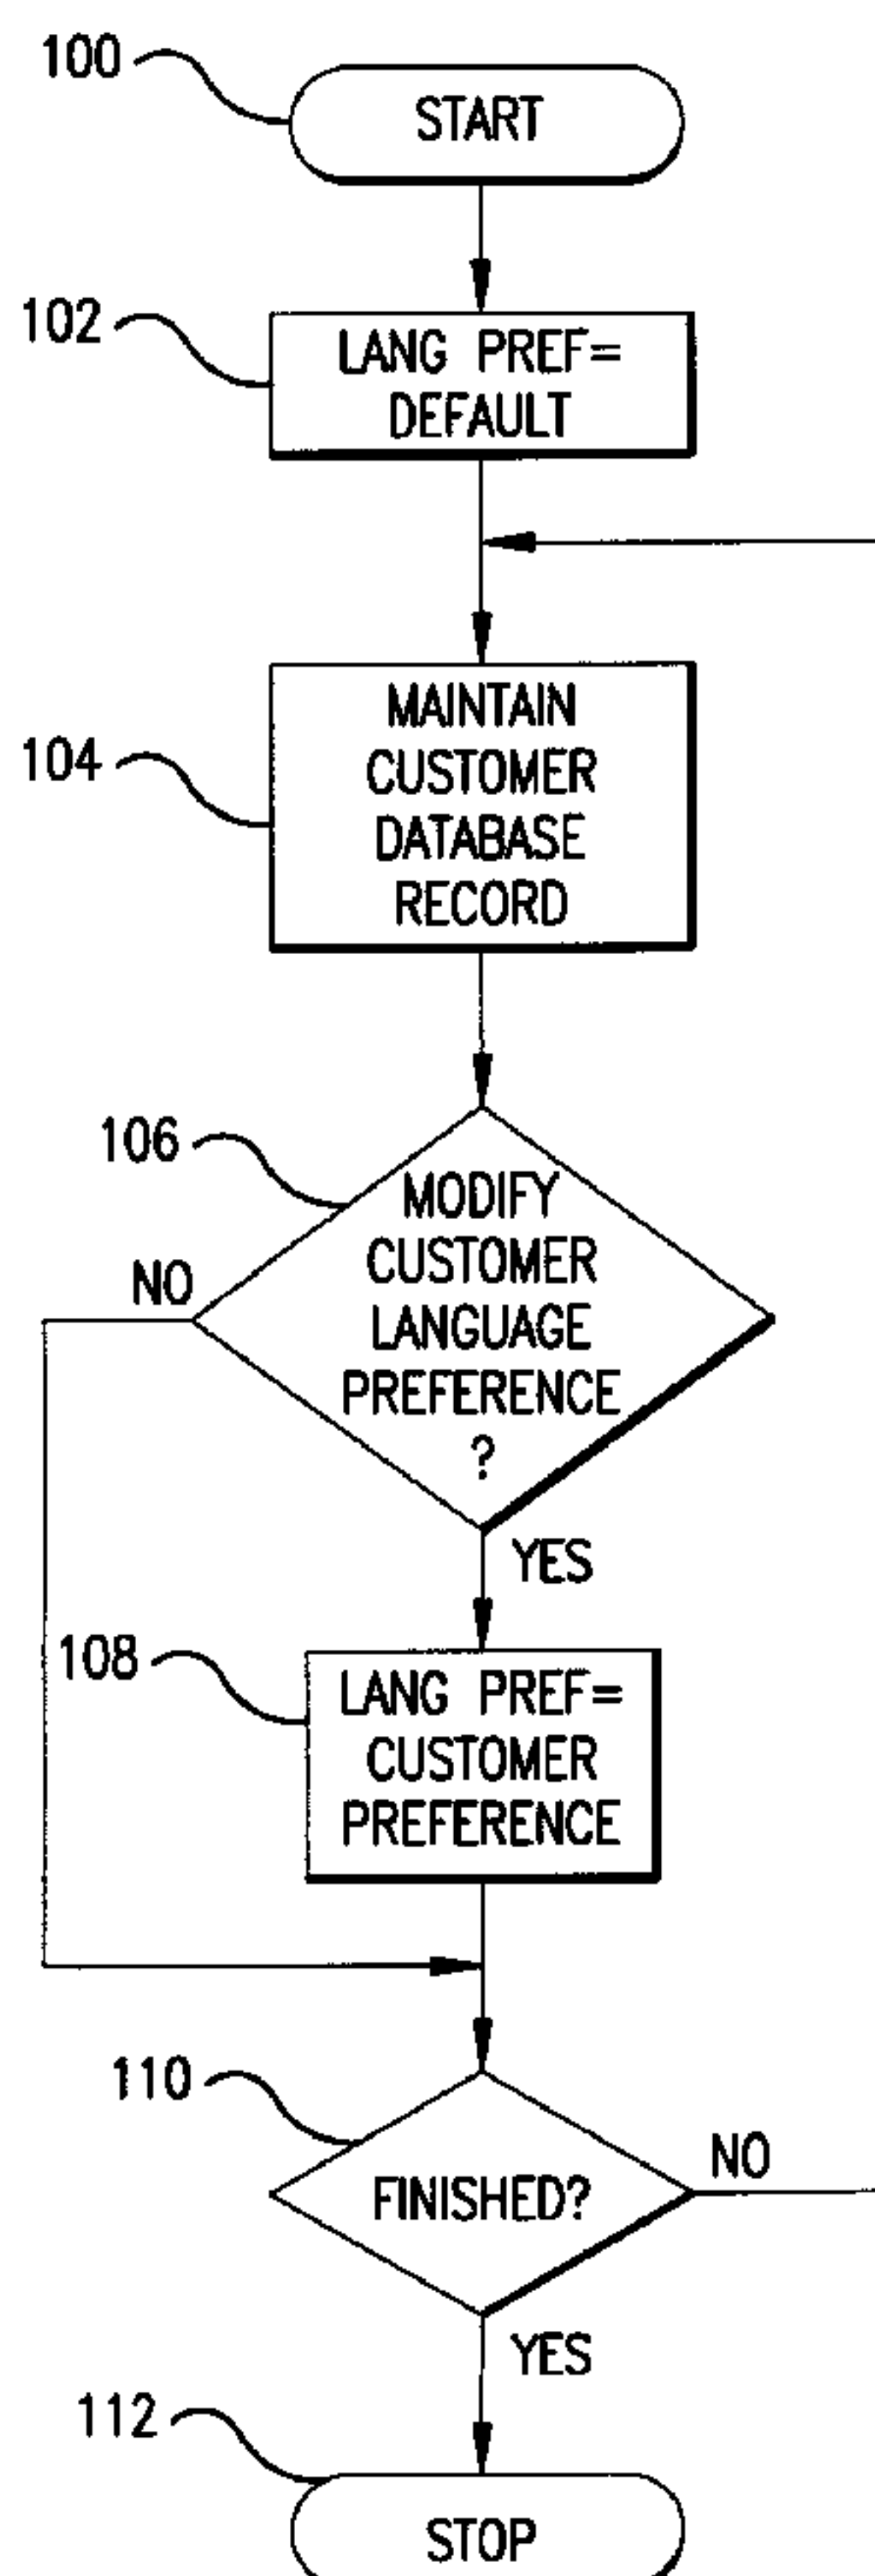 100
START
102
LANG PREF=
DEFAULT
104
MAINTAIN
CUSTOMER
DATABASE
RECORD
106
MODIFY
CUSTOMER
LANGUAGE
PREFERENCE
?
NO
YES
108
LANG PREF=
CUSTOMER
PREFERENCE
110
FINISHED?
NO
YES
112
STOP